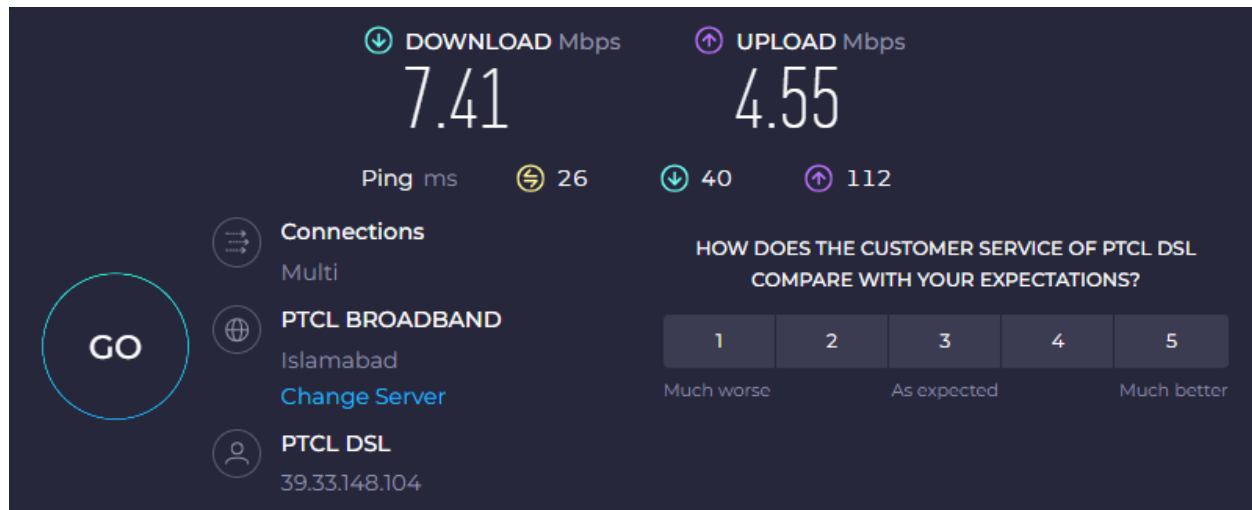 DOWNLOAD Mbps
7.41
UPLOAD Mbps
4.55
Ping ms 26 40 112
Connections
Multi
PTCL BROADBAND
Islamabad
Change Server
PTCL DSL
39.33.148.104
GO
HOW DOES THE CUSTOMER SERVICE OF PTCL DSL
COMPARE WITH YOUR EXPECTATIONS?
1 2 3 4 5
Much worse As expected Much better